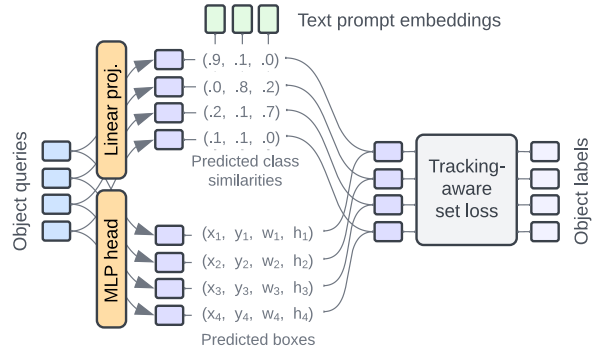 Text prompt embeddings
Object queries
Linear proj.
(.9, .1, .0)
(.0, .8, .2)
(.2, .1, .7)
(.1, .1, .0)
Predicted class
similarities
MLP head
(x₁, y₁, w₁, h₁)
(x₂, y₂, w₂, h₂)
(x₃, y₃, w₃, h₃)
(x₄, y₄, w₄, h₄)
Predicted boxes
Tracking-
aware
set loss
Object labels